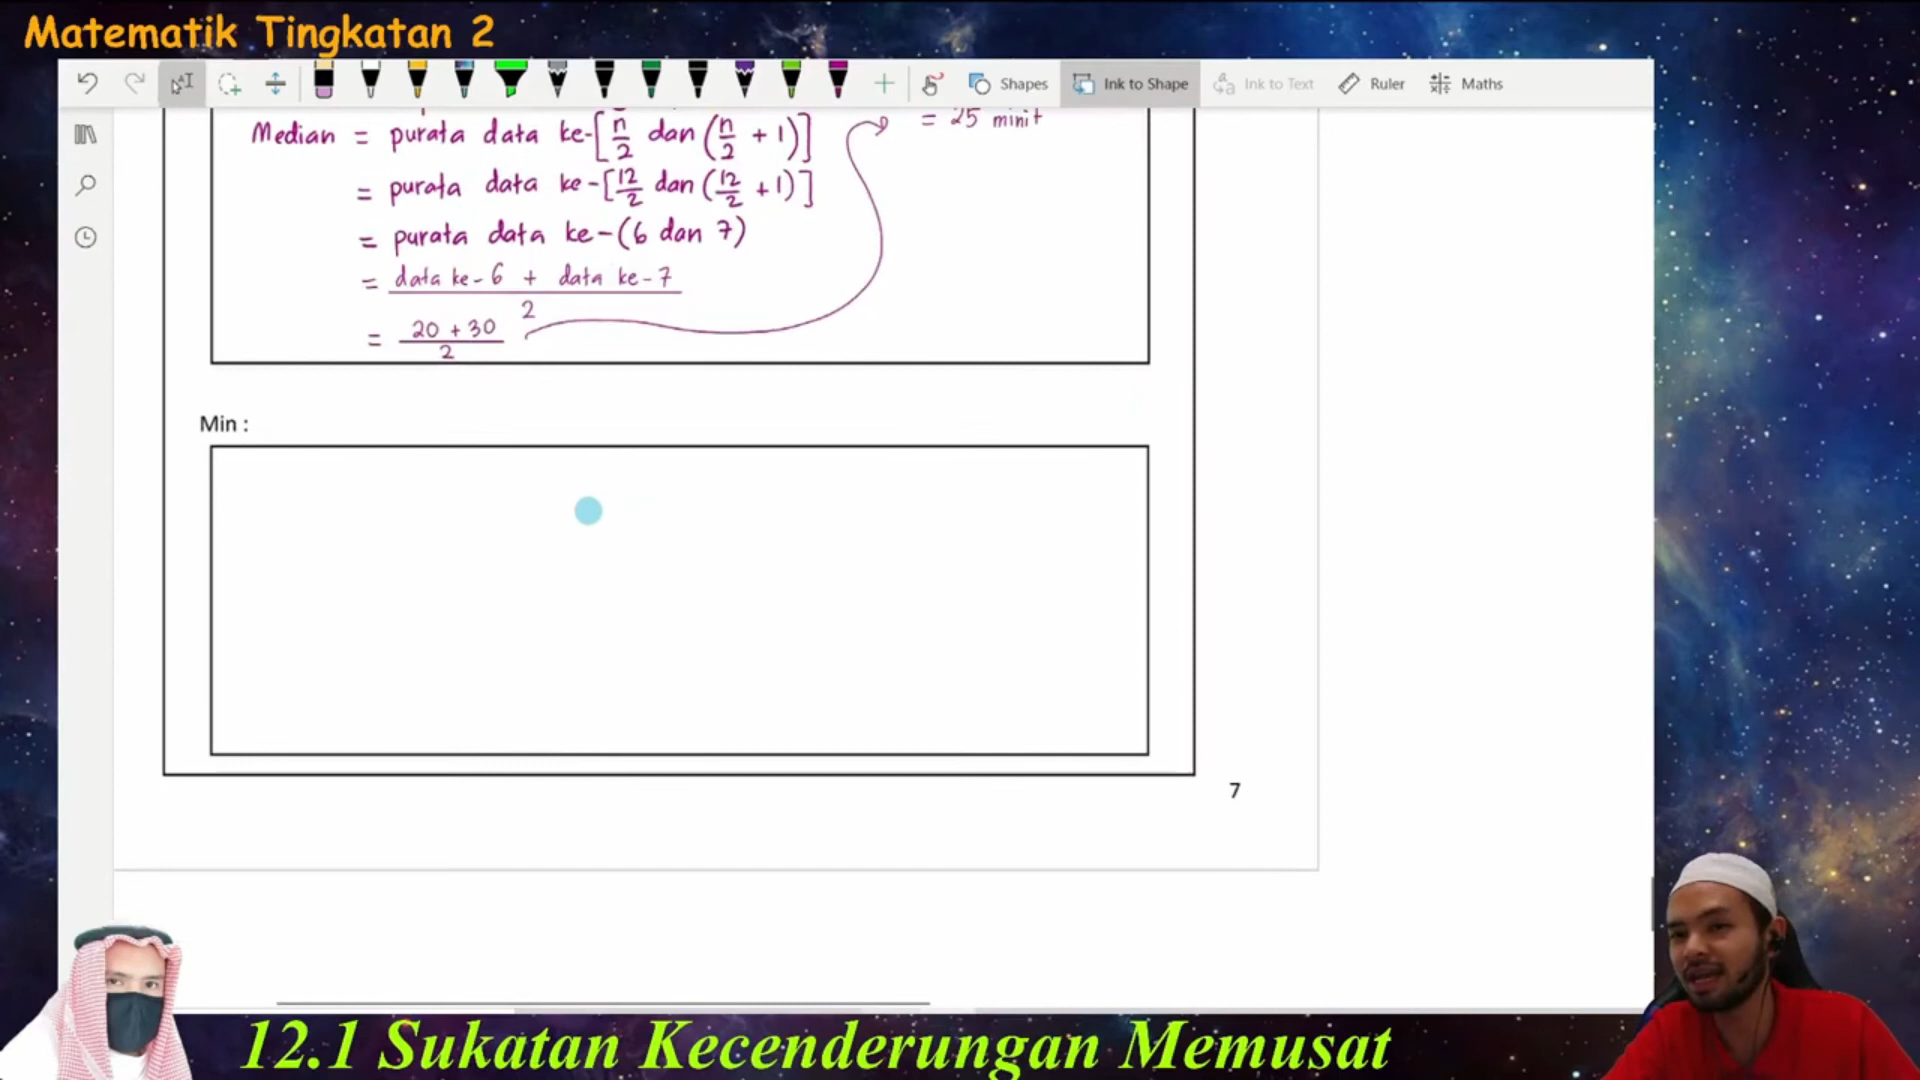 Matematik Tingkatan 2
Shapes Ink to Shape Ink to Text Ruler Maths
= 25 minit
Median = purata data ke-[n/2 dan (n/2 + 1)]
= purata data ke-[12/2 dan (12/2 + 1)]
= purata data ke-(6 dan 7)
= data ke-6 + data ke-7
2
= 20 + 30
2
Min :
7
12.1 Sukatan Kecenderungan Memusat